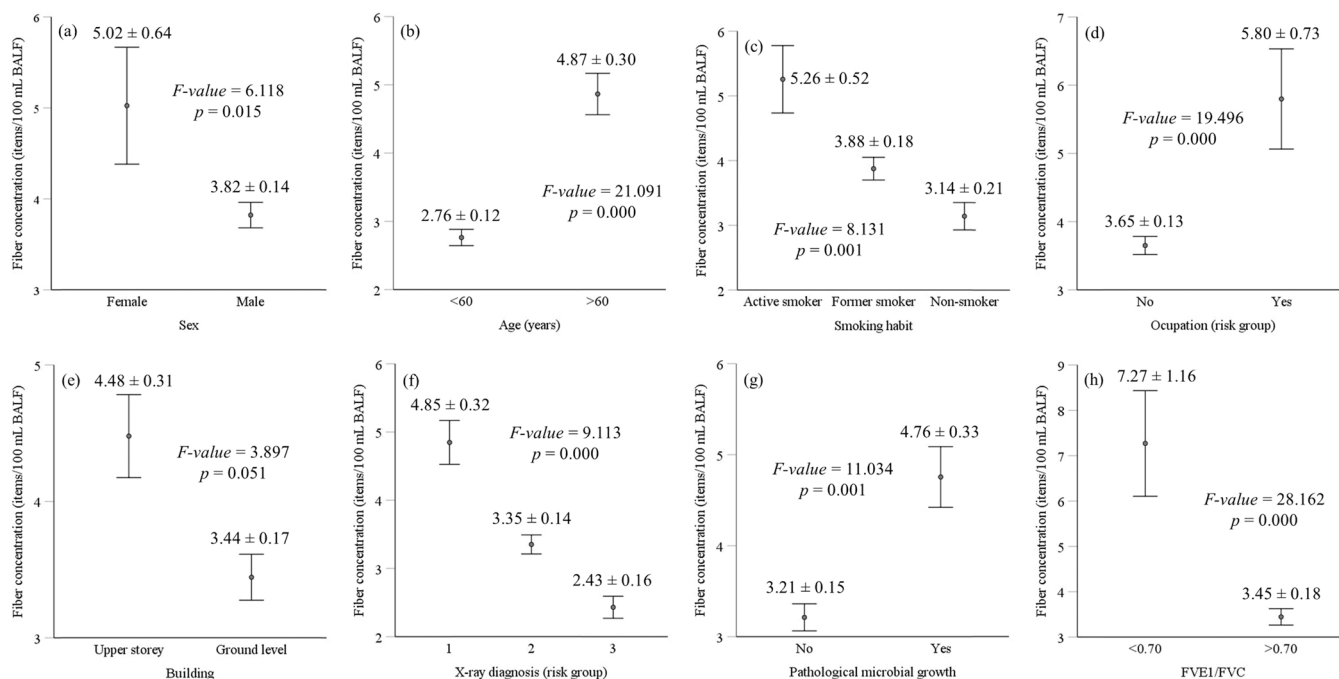 (a)
Fiber concentration (items/100 mL BALF)
6
5
4
3
5.02 ± 0.64
F-value = 6.118
p = 0.015
3.82 ± 0.14
Female
Male
Sex
(b)
Fiber concentration (items/100 mL BALF)
6
5
4
3
2
4.87 ± 0.30
F-value = 21.091
p = 0.000
2.76 ± 0.12
<60
>60
Age (years)
(c)
Fiber concentration (items/100 mL BALF)
6
5
4
3
2
5.26 ± 0.52
3.88 ± 0.18
3.14 ± 0.21
F-value = 8.131
p = 0.001
Active smoker
Former smoker
Non-smoker
Smoking habit
(d)
Fiber concentration (items/100 mL BALF)
7
6
5
4
3
5.80 ± 0.73
F-value = 19.496
p = 0.000
3.65 ± 0.13
No
Yes
Ocupation (risk group)
(e)
Fiber concentration (items/100 mL BALF)
5
4
3
4.48 ± 0.31
F-value = 3.897
p = 0.051
3.44 ± 0.17
Upper storey
Ground level
Building
(f)
Fiber concentration (items/100 mL BALF)
6
5
4
3
2
4.85 ± 0.32
F-value = 9.113
p = 0.000
3.35 ± 0.14
2.43 ± 0.16
1
2
3
X-ray diagnosis (risk group)
(g)
Fiber concentration (items/100 mL BALF)
6
5
4
3
4.76 ± 0.33
F-value = 11.034
p = 0.001
3.21 ± 0.15
No
Yes
Pathological microbial growth
(h)
Fiber concentration (items/100 mL BALF)
9
8
7
6
5
4
3
7.27 ± 1.16
F-value = 28.162
p = 0.000
3.45 ± 0.18
<0.70
>0.70
FVE1/FVC